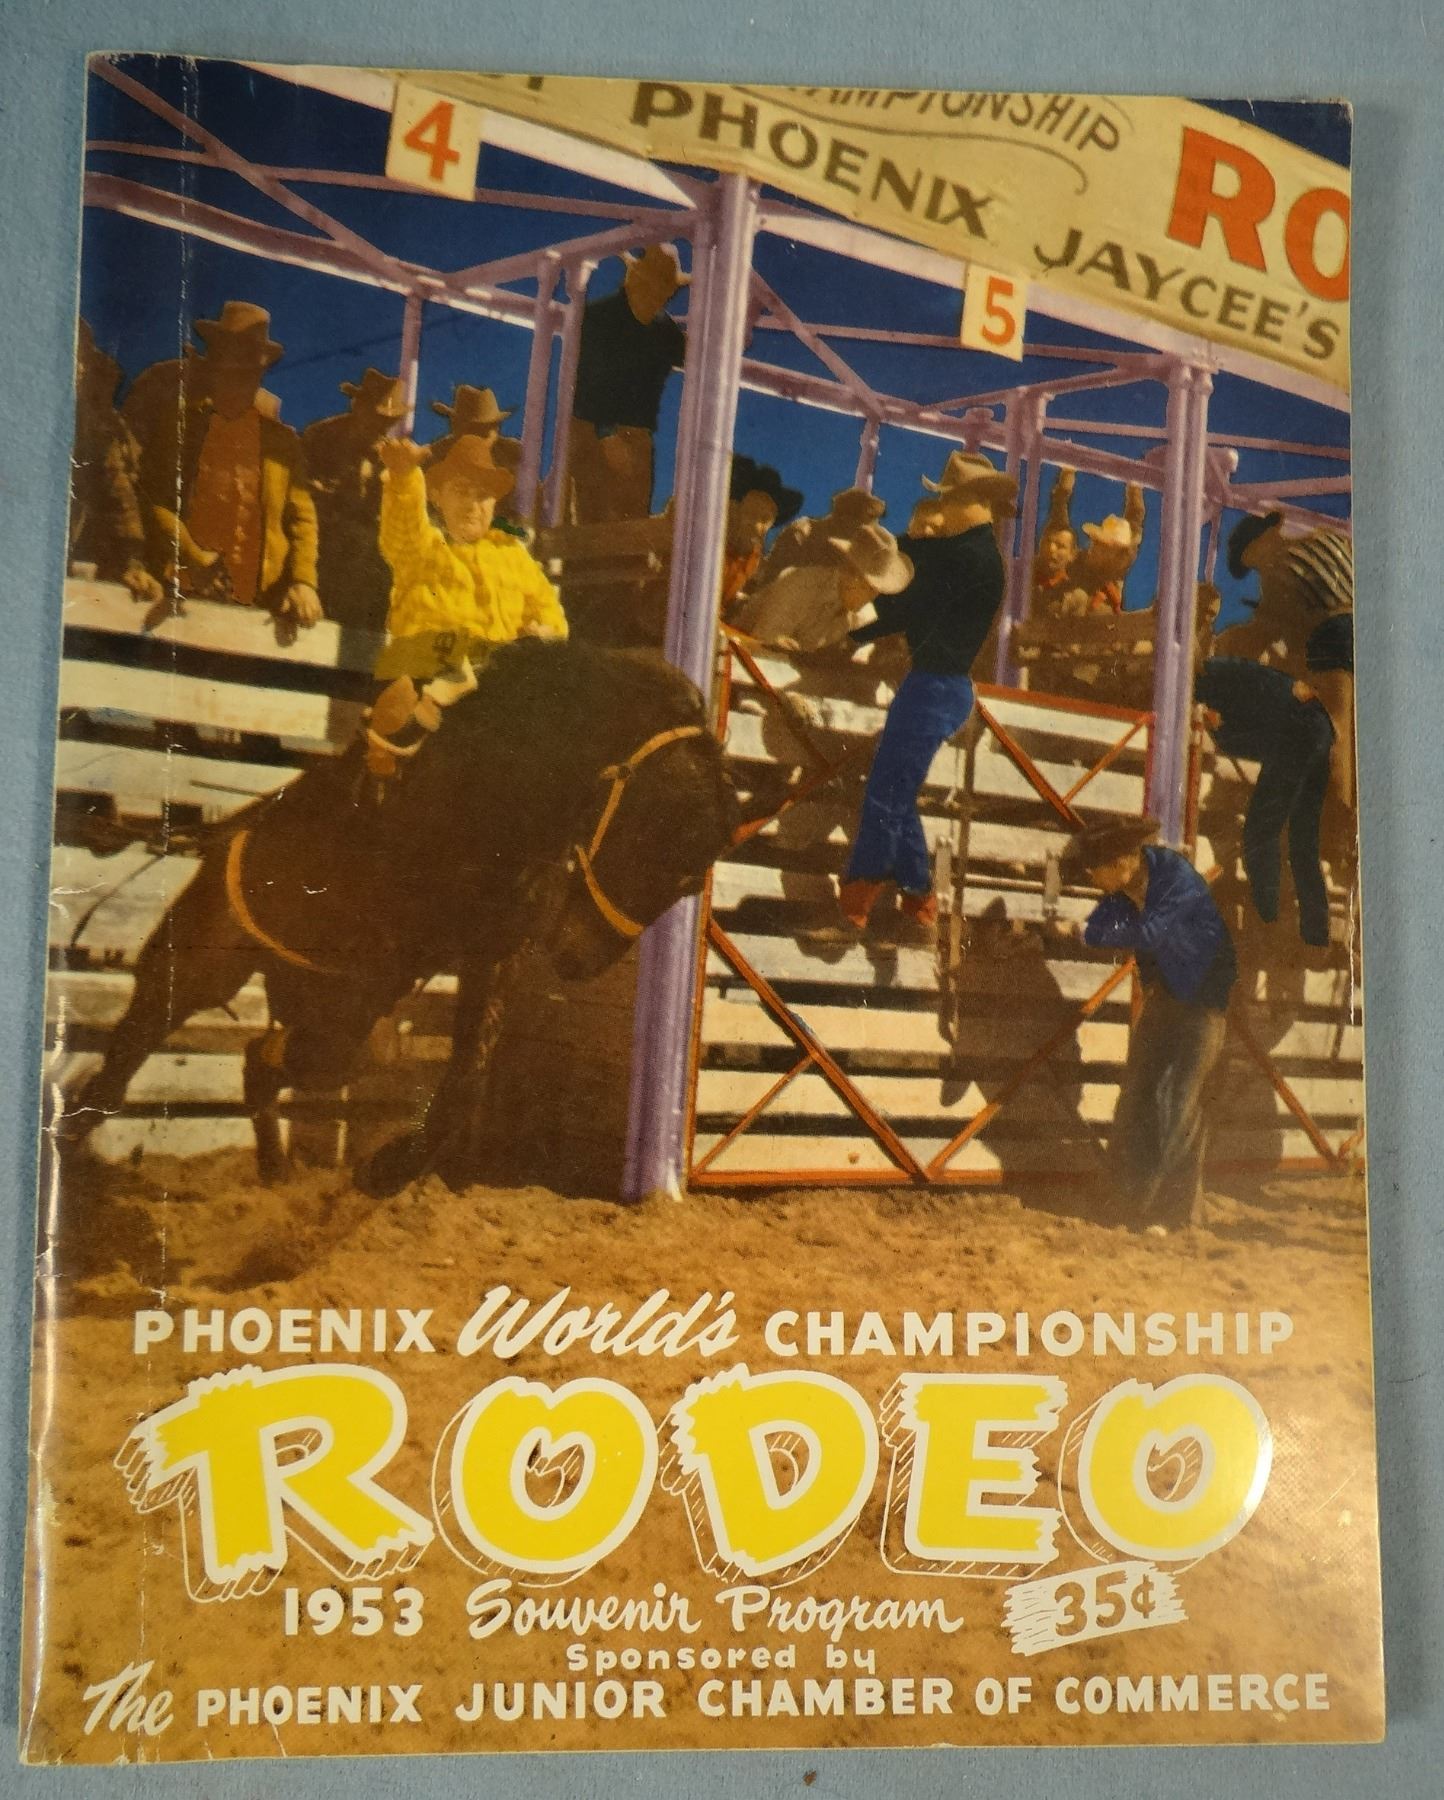 4
CHAMPIONSHIP
PHOENIX JAYCEE'S
RO
5
PHOENIX World's CHAMPIONSHIP
RODEO
1953 Souvenir Program 35¢
Sponsored by
The PHOENIX JUNIOR CHAMBER OF COMMERCE